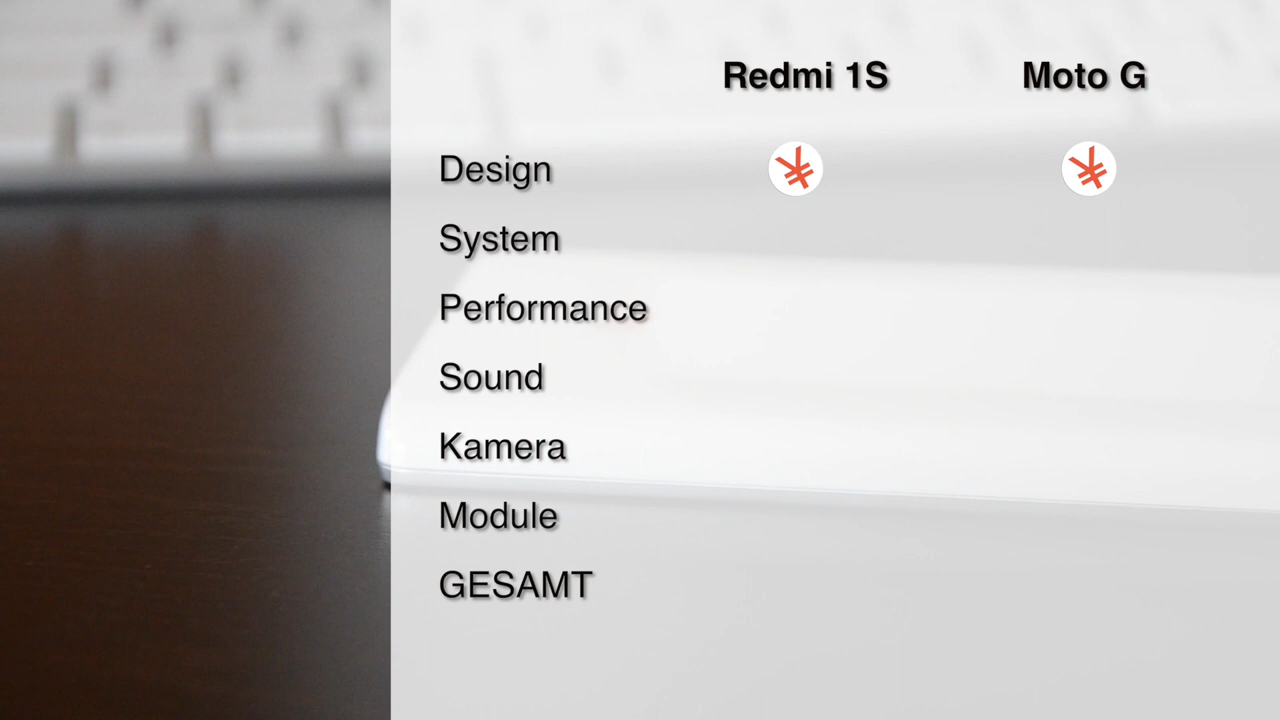 Redmi 1S Moto G
Design ¥ ¥
System
Performance
Sound
Kamera
Module
GESAMT